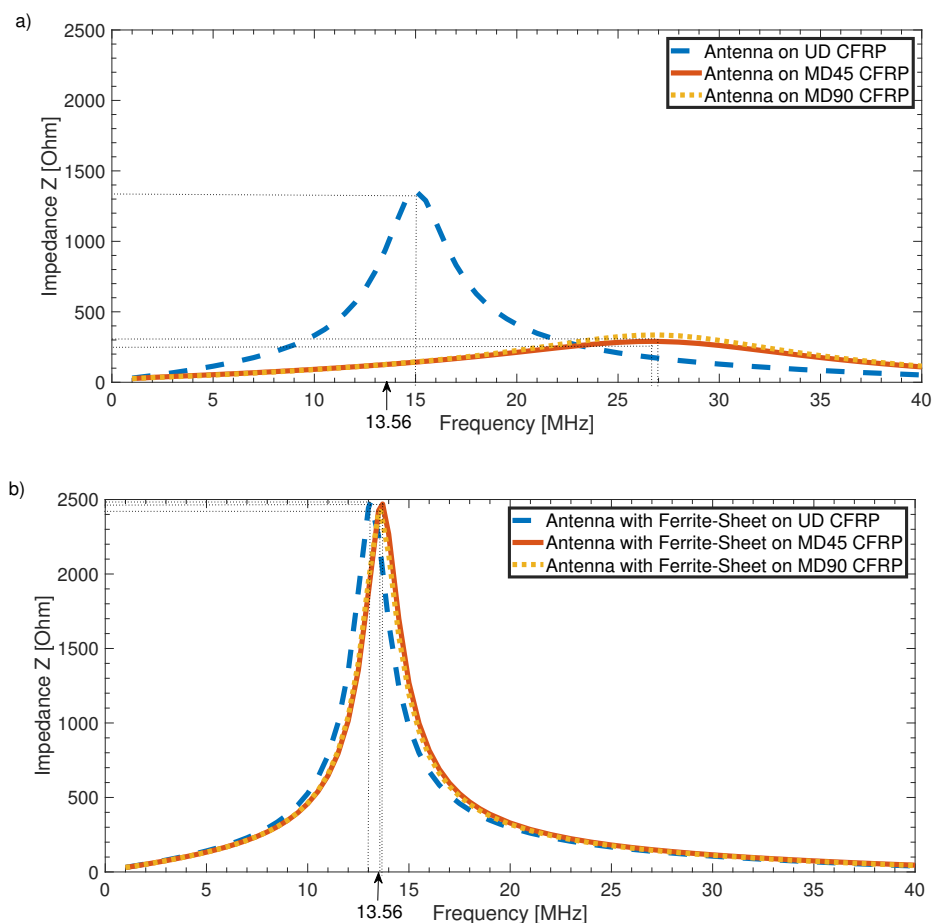 a)
2500
2000
1500
1000
500
0
Impedance Z [Ohm]
Antenna on UD CFRP
Antenna on MD45 CFRP
Antenna on MD90 CFRP
0 5 10 15 20 25 30 35 40
13.56
Frequency [MHz]
b)
2500
2000
1500
1000
500
0
Impedance Z [Ohm]
Antenna with Ferrite-Sheet on UD CFRP
Antenna with Ferrite-Sheet on MD45 CFRP
Antenna with Ferrite-Sheet on MD90 CFRP
0 5 10 15 20 25 30 35 40
13.56
Frequency [MHz]